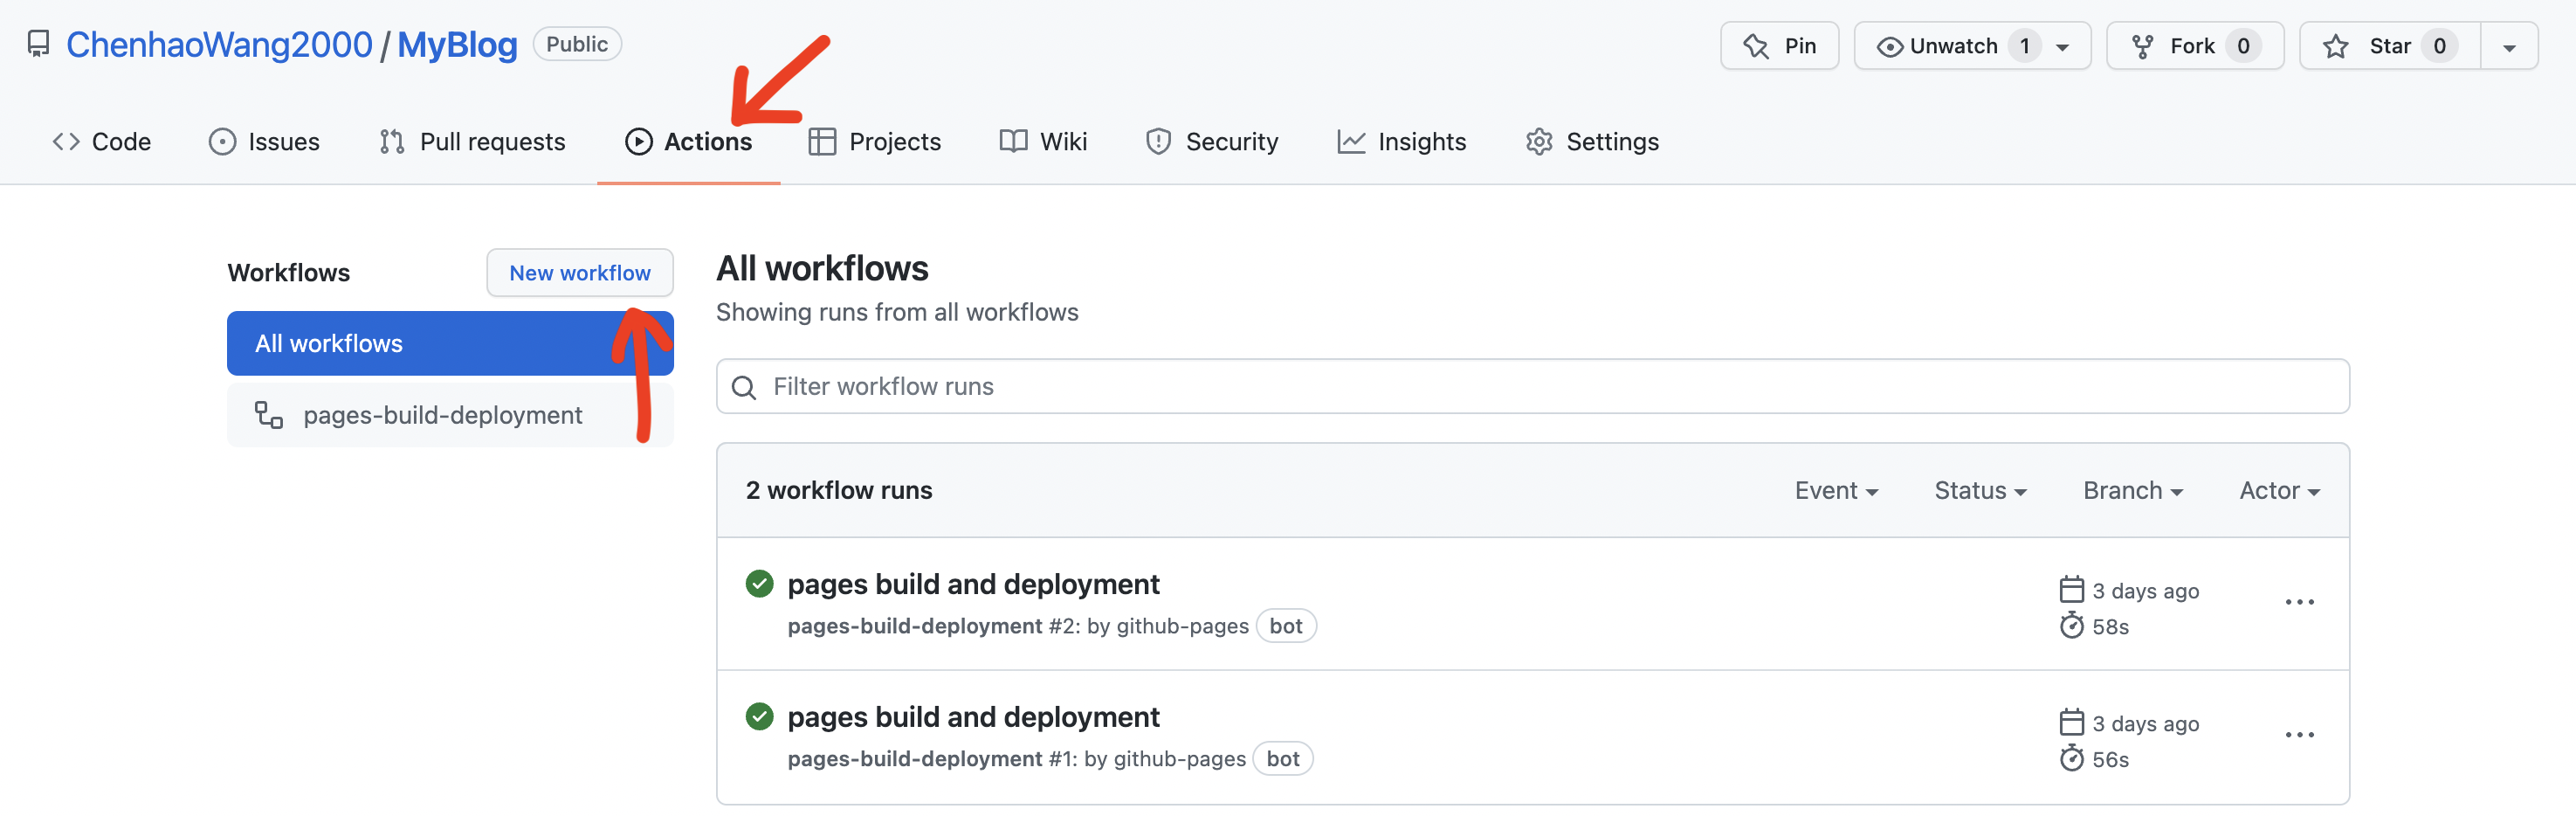 ChenhaoWang2000 / MyBlog Public
Pin Unwatch 1 Fork 0 Star 0
Code Issues Pull requests Actions Projects Wiki Security Insights Settings
Workflows
New workflow
All workflows
pages-build-deployment
All workflows
Showing runs from all workflows
Filter workflow runs
2 workflow runs Event Status Branch Actor
pages build and deployment
pages-build-deployment #2: by github-pages bot
3 days ago
58s
pages build and deployment
pages-build-deployment #1: by github-pages bot
3 days ago
56s